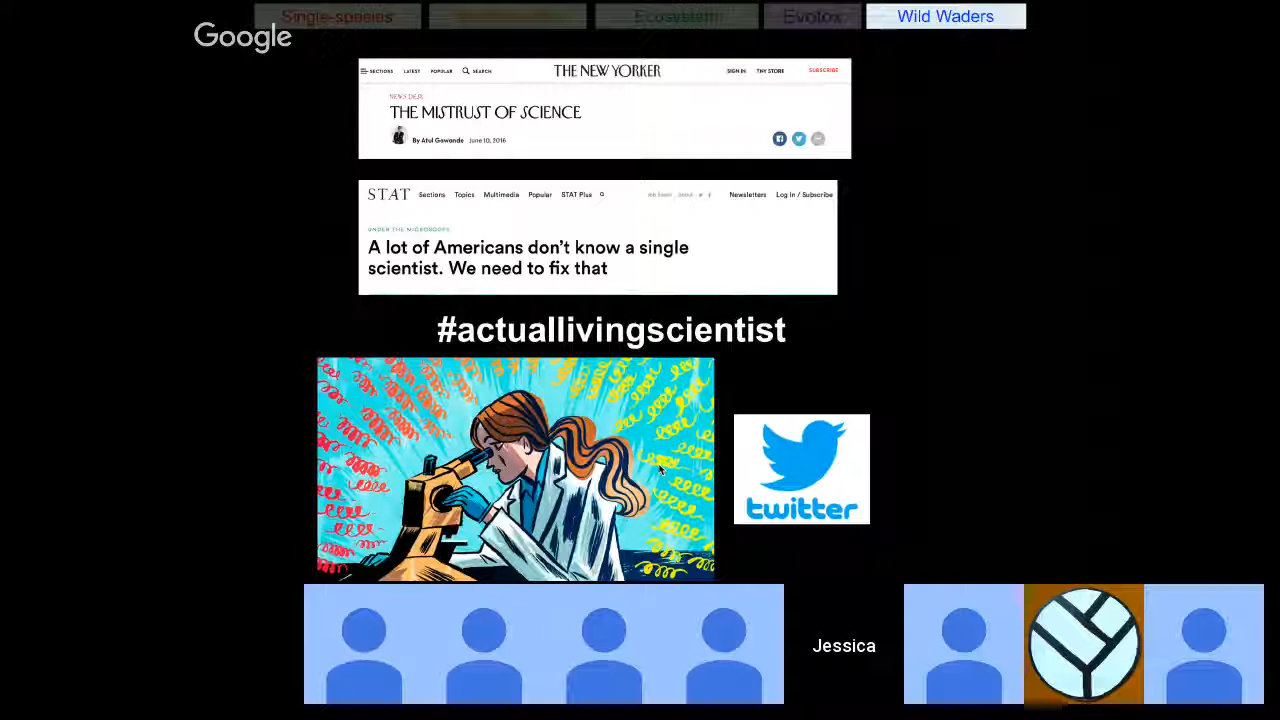 Single-species
Ecosystem
Evotox
Wild Waders
Google
SECTIONS LATEST POPULAR SEARCH THE NEW YORKER SIGN IN TNY STORE SUBSCRIBE
NEWS DESK
THE MISTRUST OF SCIENCE
By Atul Gawande June 10, 2016
STAT Sections Topics Multimedia Popular STAT Plus Newsletters Log In / Subscribe
UNDER THE MICROSCOPE
A lot of Americans don't know a single
scientist. We need to fix that
#actuallivingscientist
twitter
Jessica